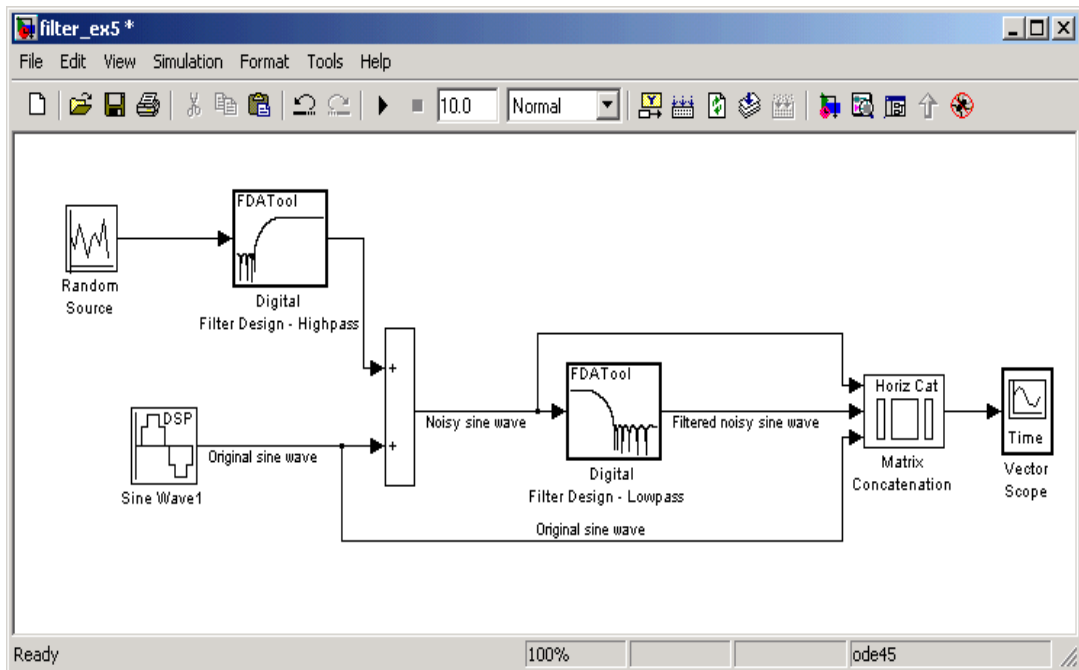 filter_ex5 *
File Edit View Simulation Format Tools Help
10.0 Normal
FDATool
Random
Source
Digital
Filter Design - Highpass
+
FDATool
Horiz Cat
DSP
Noisy sine wave
Filtered noisy sine wave
+
Original sine wave
Time
Sine Wave1
Digital
Filter Design - Lowpass
Matrix
Concatenation
Vector
Scope
Original sine wave
Ready 100% ode45